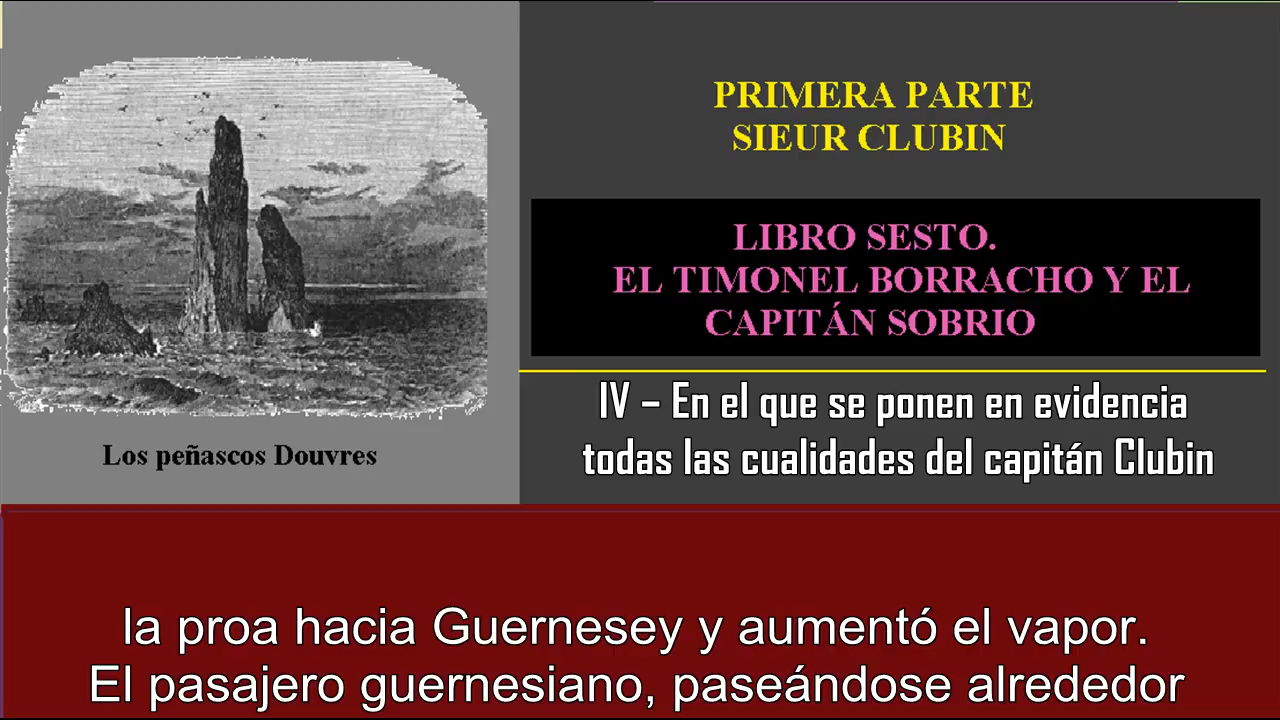 PRIMERA PARTE
SIEUR CLUBIN
LIBRO SESTO.
EL TIMONEL BORRACHO Y EL
CAPITÁN SOBRIO
IV – En el que se ponen en evidencia
todas las cualidades del capitán Clubin
Los peñascos Douvres
la proa hacia Guernesey y aumentó el vapor.
El pasajero guernesiano, paseándose alrededor